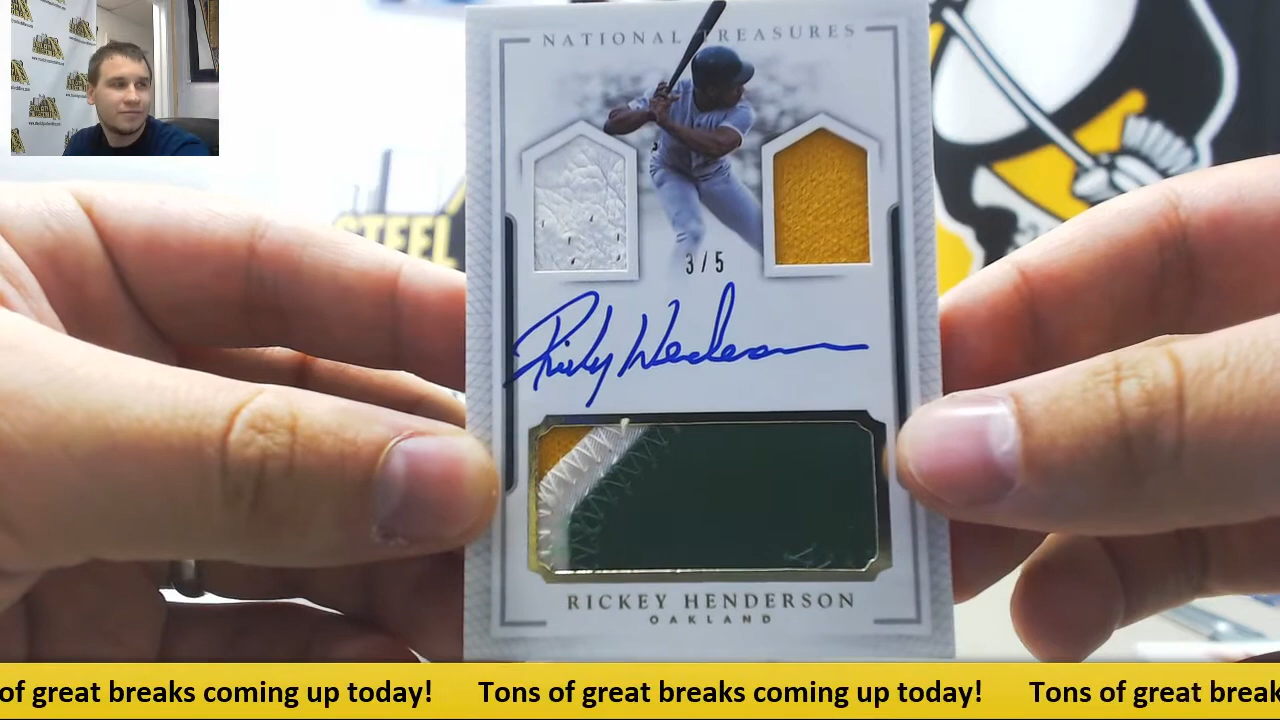 NATIONAL TREASURES
STEEL
3/5
Rickey Henderson
RICKEY HENDERSON
OAKLAND
of great breaks coming up today! Tons of great breaks coming up today! Tons of great break